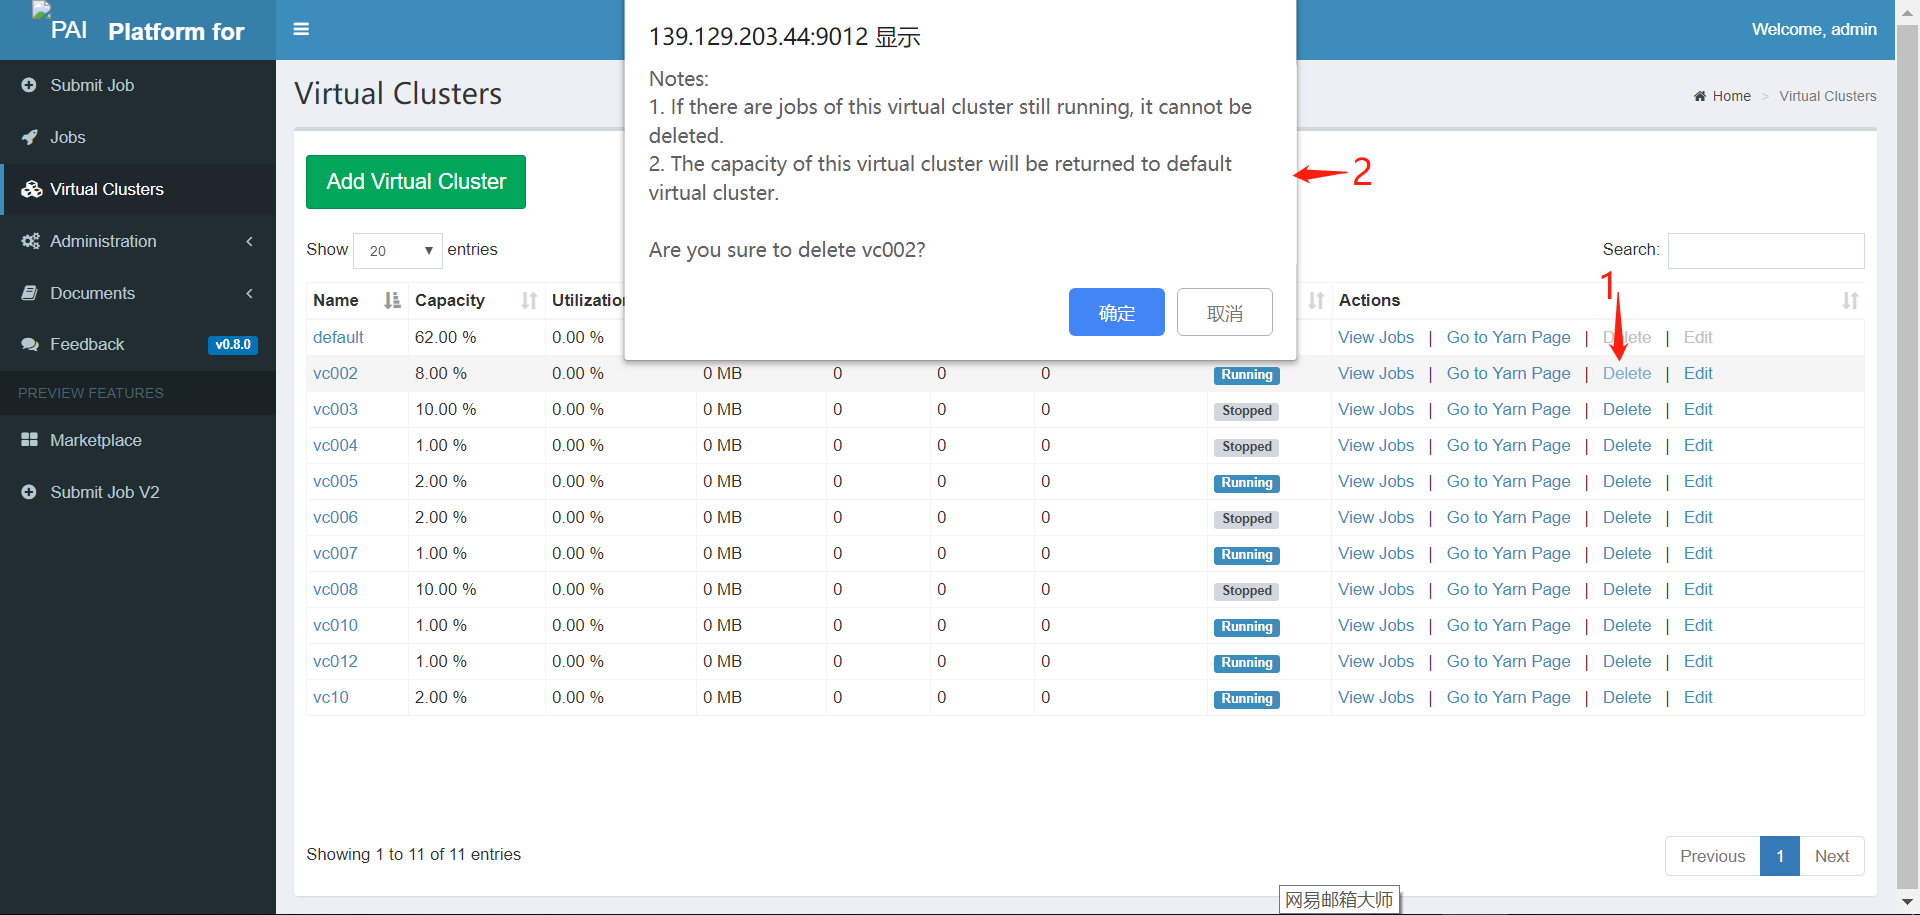 PAI Platform for
Welcome, admin
139.129.203.44:9012 显示
Notes:
1. If there are jobs of this virtual cluster still running, it cannot be
deleted.
2. The capacity of this virtual cluster will be returned to default
virtual cluster.
Are you sure to delete vc002?
确定 取消
2
1
Submit Job
Jobs
Virtual Clusters
Administration
Documents
Feedback v0.8.0
PREVIEW FEATURES
Marketplace
Submit Job V2
Virtual Clusters
Home > Virtual Clusters
Add Virtual Cluster
Show 20 entries
Search:
Name Capacity Utilization Actions
default 62.00 % 0.00 % View Jobs | Go to Yarn Page | Delete | Edit
vc002 8.00 % 0.00 % 0 MB 0 0 0 Running View Jobs | Go to Yarn Page | Delete | Edit
vc003 10.00 % 0.00 % 0 MB 0 0 0 Stopped View Jobs | Go to Yarn Page | Delete | Edit
vc004 1.00 % 0.00 % 0 MB 0 0 0 Stopped View Jobs | Go to Yarn Page | Delete | Edit
vc005 2.00 % 0.00 % 0 MB 0 0 0 Running View Jobs | Go to Yarn Page | Delete | Edit
vc006 2.00 % 0.00 % 0 MB 0 0 0 Stopped View Jobs | Go to Yarn Page | Delete | Edit
vc007 1.00 % 0.00 % 0 MB 0 0 0 Running View Jobs | Go to Yarn Page | Delete | Edit
vc008 10.00 % 0.00 % 0 MB 0 0 0 Stopped View Jobs | Go to Yarn Page | Delete | Edit
vc010 1.00 % 0.00 % 0 MB 0 0 0 Running View Jobs | Go to Yarn Page | Delete | Edit
vc012 1.00 % 0.00 % 0 MB 0 0 0 Running View Jobs | Go to Yarn Page | Delete | Edit
vc10 2.00 % 0.00 % 0 MB 0 0 0 Running View Jobs | Go to Yarn Page | Delete | Edit
Showing 1 to 11 of 11 entries
Previous 1 Next
网易邮箱大师